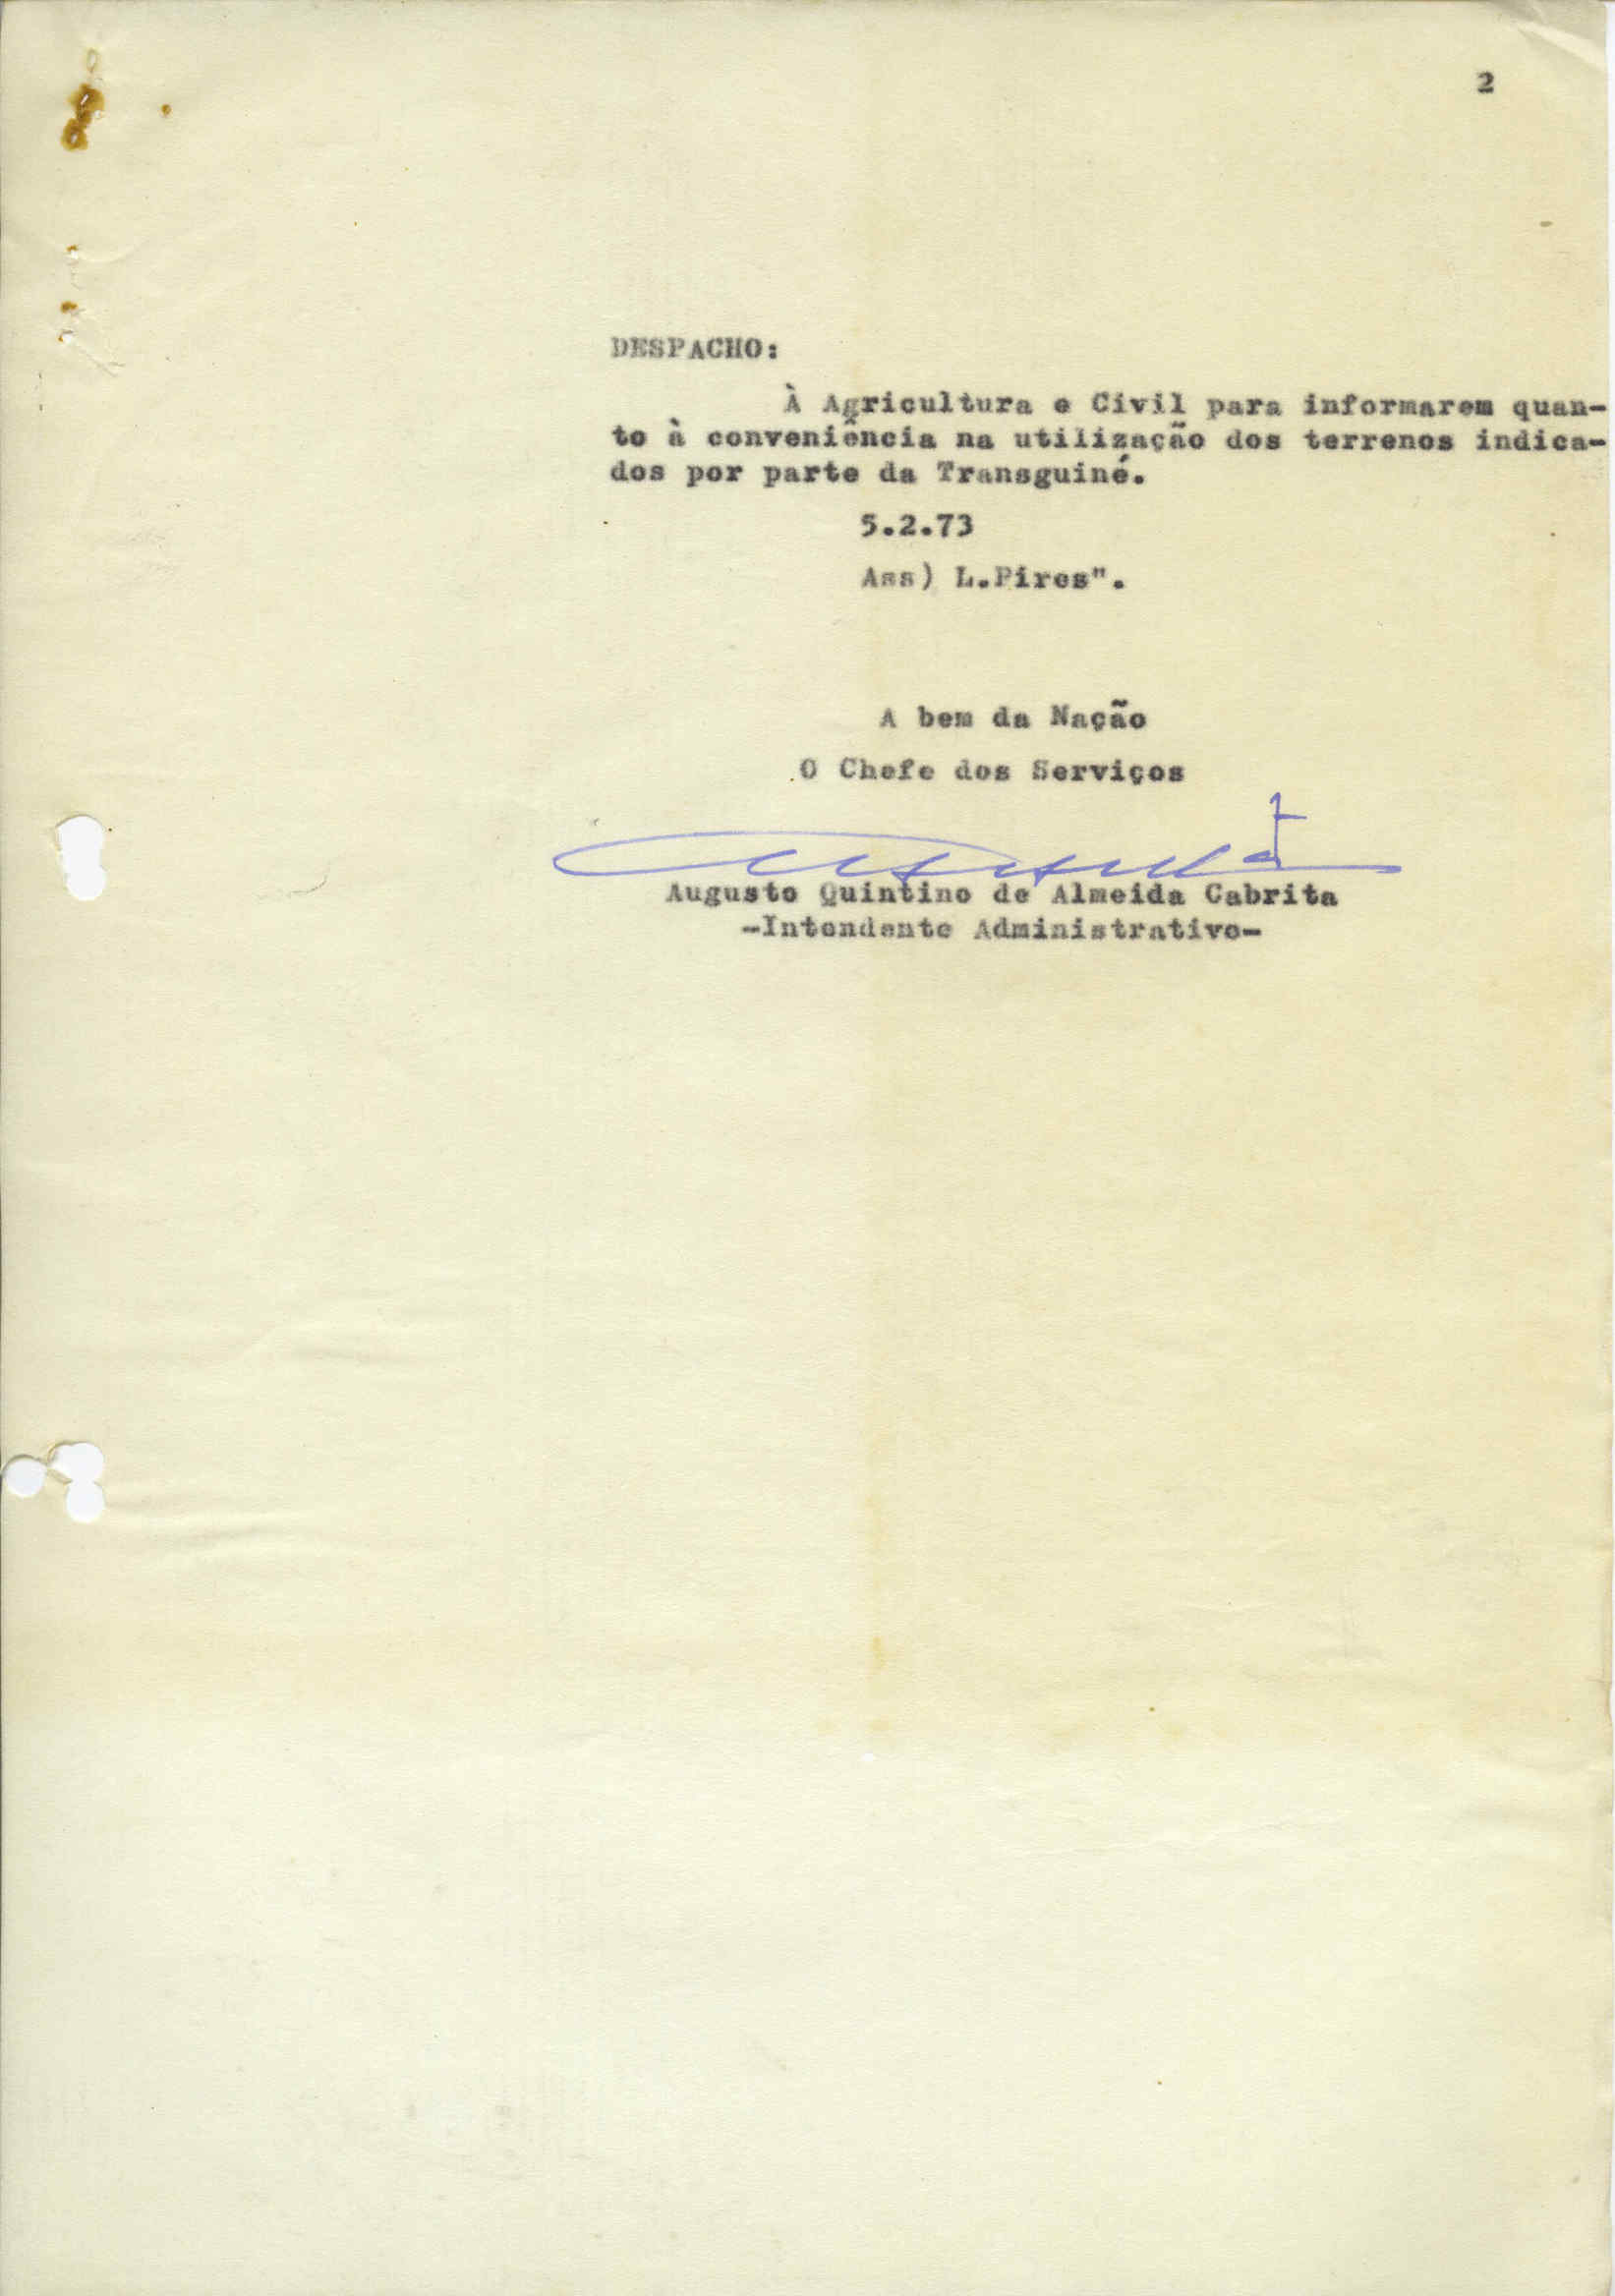 2
DESPACHO:
À Agricultura e Civil para informarem quan-
to à conveniência na utilização dos terrenos indica-
dos por parte da Transguiné.
5.2.73
Ass) L.Pires".
A bem da Nação
O Chefe dos Serviços
Augusto Quintino de Almeida Cabrita
-Intendente Administrativo-